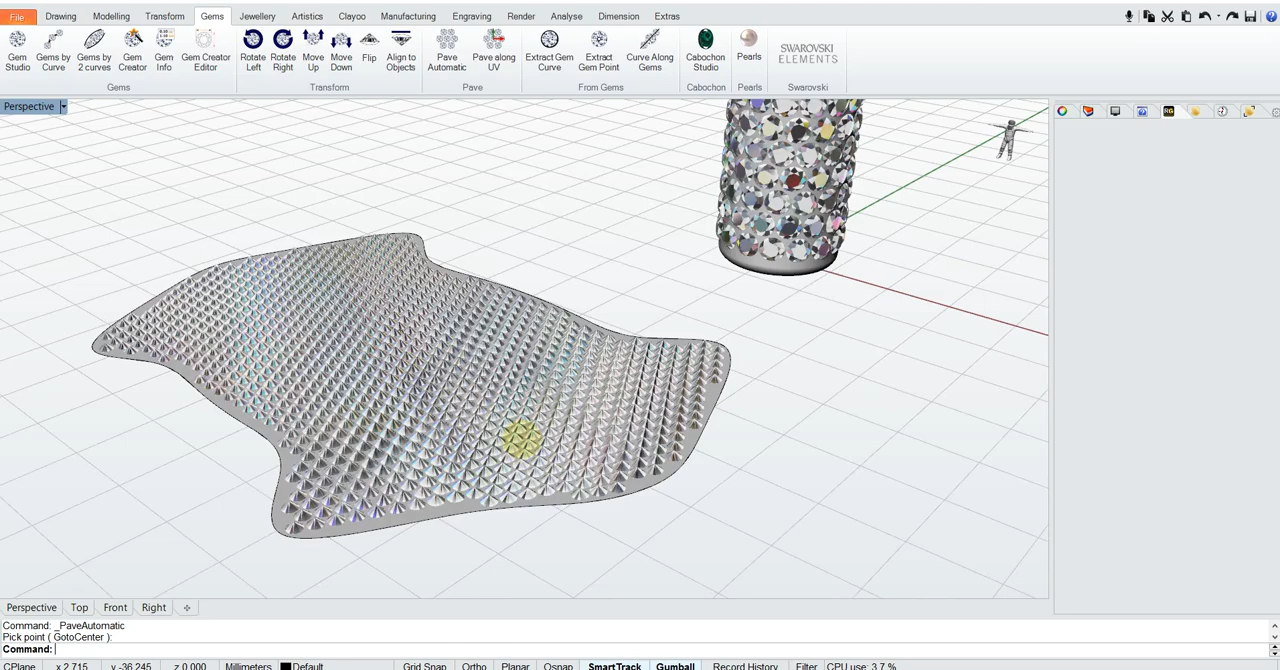 File Drawing Modelling Transform Gems Jewellery Artistics Clayoo Manufacturing Engraving Render Analyse Dimension Extras
Gem Studio
Gems by Curve
Gems by 2 curves
Gem Creator
Gem Info
Gem Creator Editor
Gems
Rotate Left
Rotate Right
Move Up
Move Down
Flip
Align to Objects
Transform
Pave Automatic
Pave along UV
Pave
Extract Gem Curve
Extract Gem Point
Curve Along Gems
From Gems
Cabochon Studio
Cabochon
Pearls
Pearls
SWAROVSKI
ELEMENTS
Swarovski
Perspective
RG
Perspective Top Front Right
Command: _PaveAutomatic
Pick point ( GotoCenter ):
Command:
CPlane x 2.715 y -36.245 z 0.000 Millimeters Default Grid Snap Ortho Planar Osnap SmartTrack Gumball Record History Filter CPU use: 3.7 %